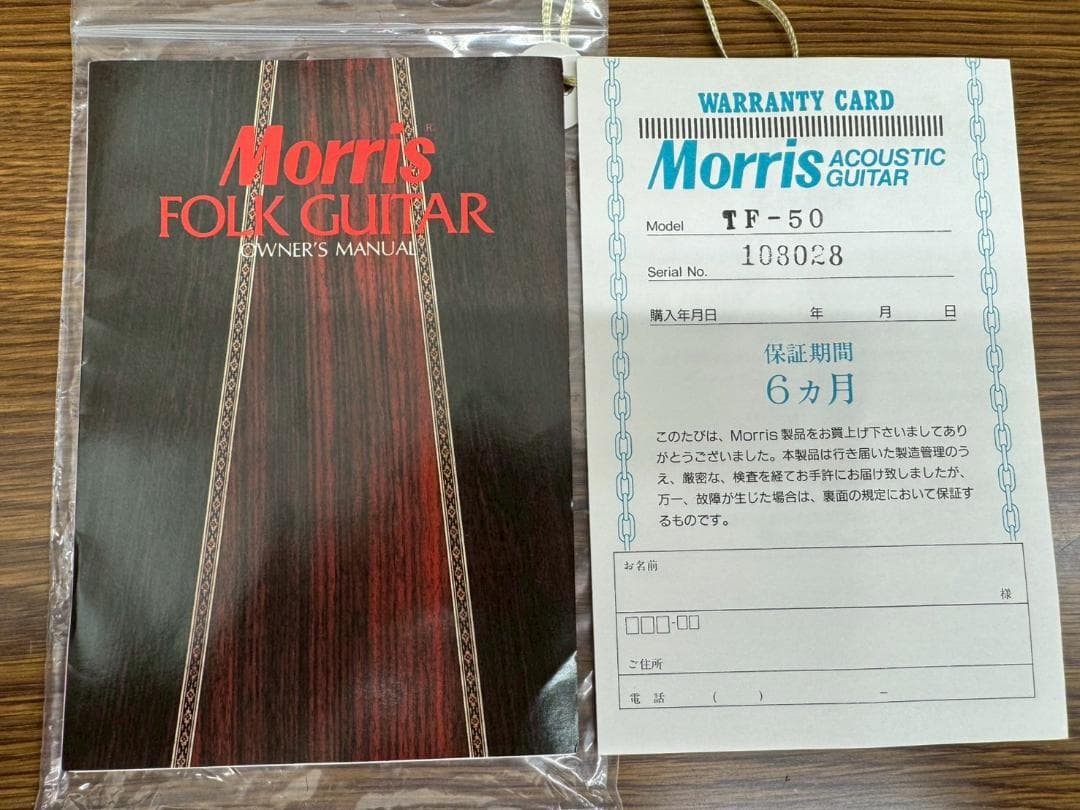 Morris R
FOLK GUITAR
OWNER'S MANUAL
WARRANTY CARD
Morris ACOUSTIC GUITAR
Model TF-50
Serial No. 108028
購入年月日 年 月 日
保証期間
6ヵ月
このたびは、Morris製品をお買上げ下さいましてあり
がとうございました。本製品は行き届いた製造管理のう
え、厳密な、検査を経てお手許にお届け致しましたが、
万一、故障が生じた場合は、裏面の規定において保証す
るものです。
お名前
様
□□□-□□
ご住所
電話 ( ) −